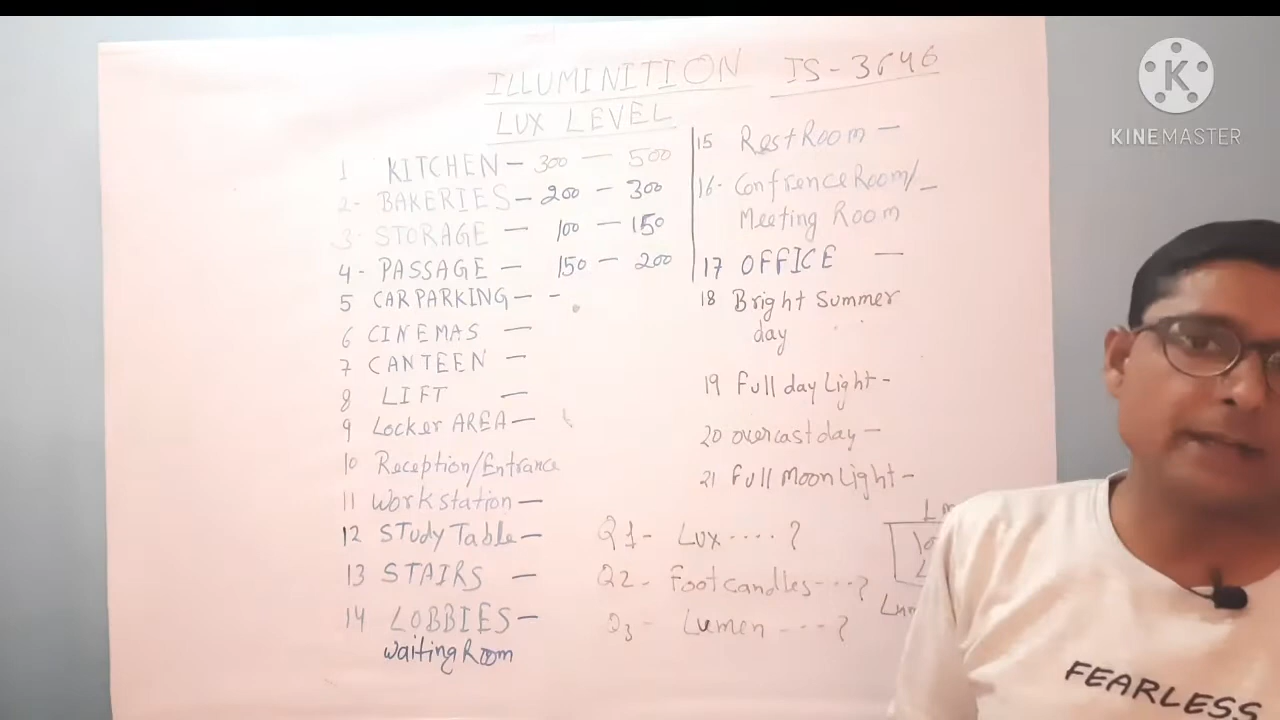 ILLUMINITION IS-3646
LUX LEVEL
1 KITCHEN - 300 - 500
2- BAKERIES - 200 - 300
3- STORAGE - 100 - 150
4- PASSAGE - 150 - 200
5 CAR PARKING - -
6 CINEMAS -
7 CANTEEN -
8 LIFT -
9 Locker AREA -
10 Reception/Entrance
11 Workstation -
12 STudy Table -
13 STAIRS -
14 LOBBIES -
waiting Room
15 Rest Room -
16- Confrence Room/ -
Meeting Room
17 OFFICE -
18 Bright Summer
day
19 Full day Light -
20 overcast day -
21 Full Moon Light -
Q1- Lux....?
Q2- Foot candles---?
Q3- Lumen ---?
KINEMASTER
FEARLESS